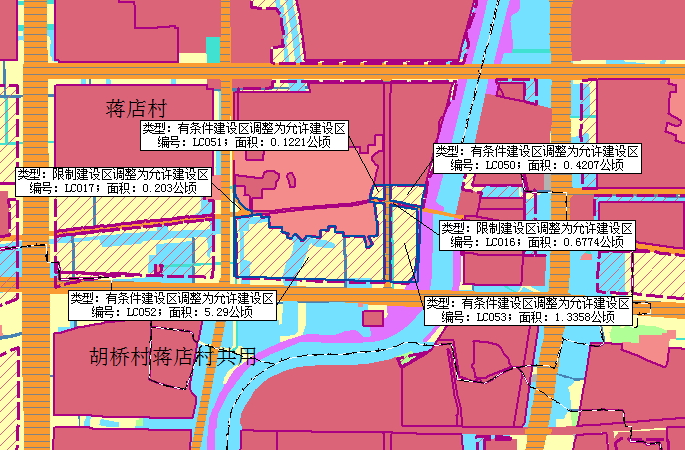 蒋店村
类型：有条件建设区调整为允许建设区
编号：LC051；面积：0.1221公顷
类型：有条件建设区调整为允许建设区
编号：LC050；面积：0.4207公顷
类型：限制建设区调整为允许建设区
编号：LC017；面积：0.203公顷
类型：限制建设区调整为允许建设区
编号：LC016；面积：0.6774公顷
类型：有条件建设区调整为允许建设区
编号：LC052；面积：5.29公顷
类型：有条件建设区调整为允许建设区
编号：LC053；面积：1.3358公顷
胡桥村蒋店村共用